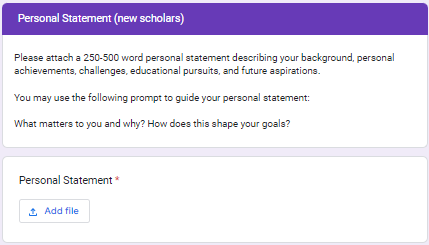 Personal Statement (new scholars)
Please attach a 250-500 word personal statement describing your background, personal
achievements, challenges, educational pursuits, and future aspirations.
You may use the following prompt to guide your personal statement:
What matters to you and why? How does this shape your goals?
Personal Statement *
Add file